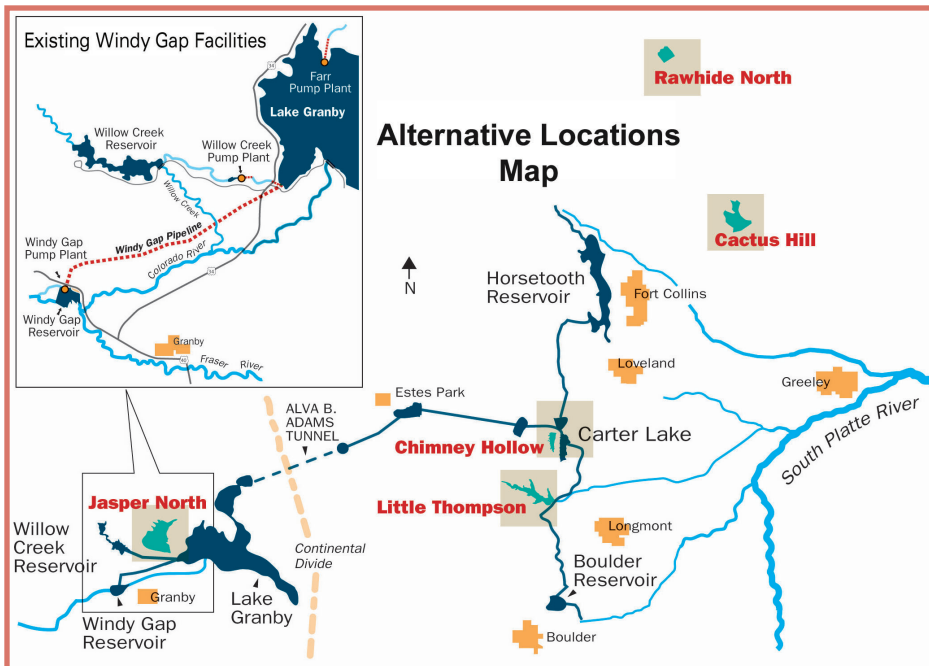 Existing Windy Gap Facilities
34
Farr
Pump Plant
Lake Granby
Willow Creek
Reservoir
Willow Creek
Pump Plant
Willow
Creek
Windy Gap Pipeline
Colorado River
Windy Gap
Pump Plant
34
Windy Gap
Reservoir
Granby
40
Fraser
River
Rawhide North
Alternative Locations
Map
Cactus Hill
N
Horsetooth
Reservoir
Fort Collins
Loveland
Greeley
South Platte River
Estes Park
ALVA B.
ADAMS
TUNNEL
Chimney Hollow
Carter Lake
Jasper North
Little Thompson
Willow
Creek
Reservoir
Longmont
Continental
Divide
Boulder
Reservoir
Granby
Lake
Granby
Windy Gap
Reservoir
Boulder